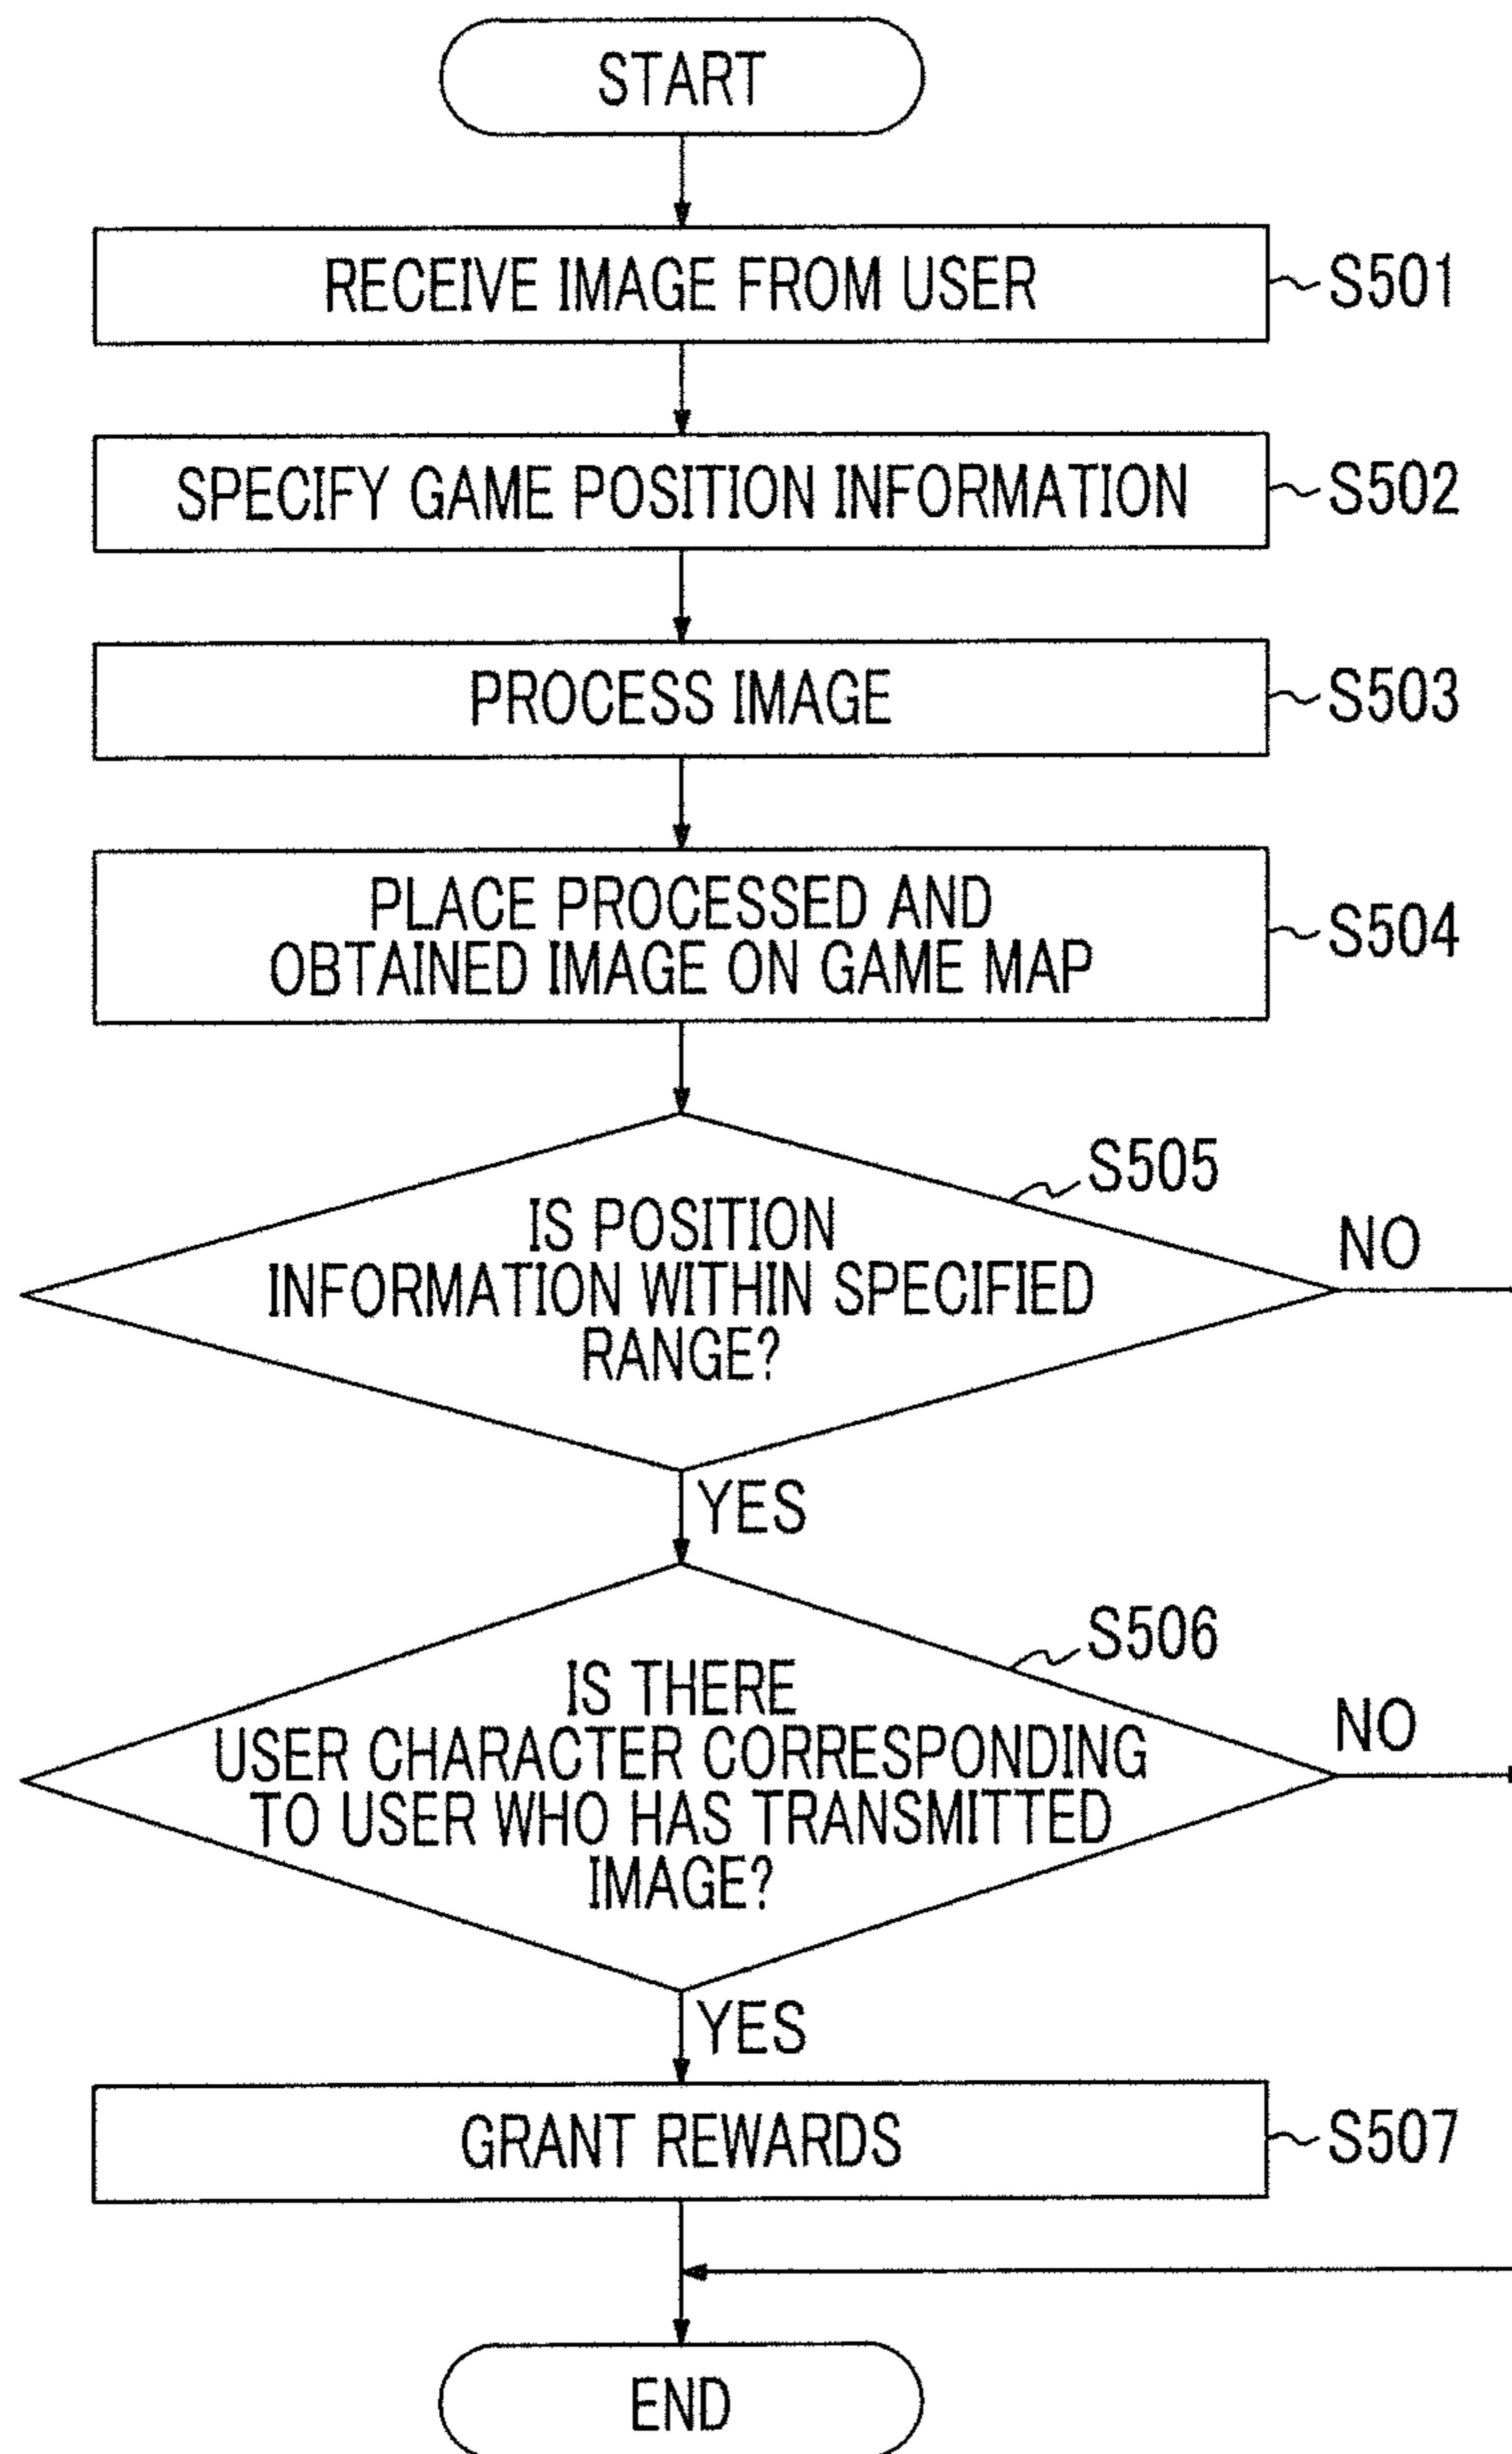 START
RECEIVE IMAGE FROM USER
S501
SPECIFY GAME POSITION INFORMATION
S502
PROCESS IMAGE
S503
PLACE PROCESSED AND
OBTAINED IMAGE ON GAME MAP
S504
S505
IS POSITION
INFORMATION WITHIN SPECIFIED
RANGE?
NO
YES
S506
IS THERE
USER CHARACTER CORRESPONDING
TO USER WHO HAS TRANSMITTED
IMAGE?
NO
YES
GRANT REWARDS
S507
END